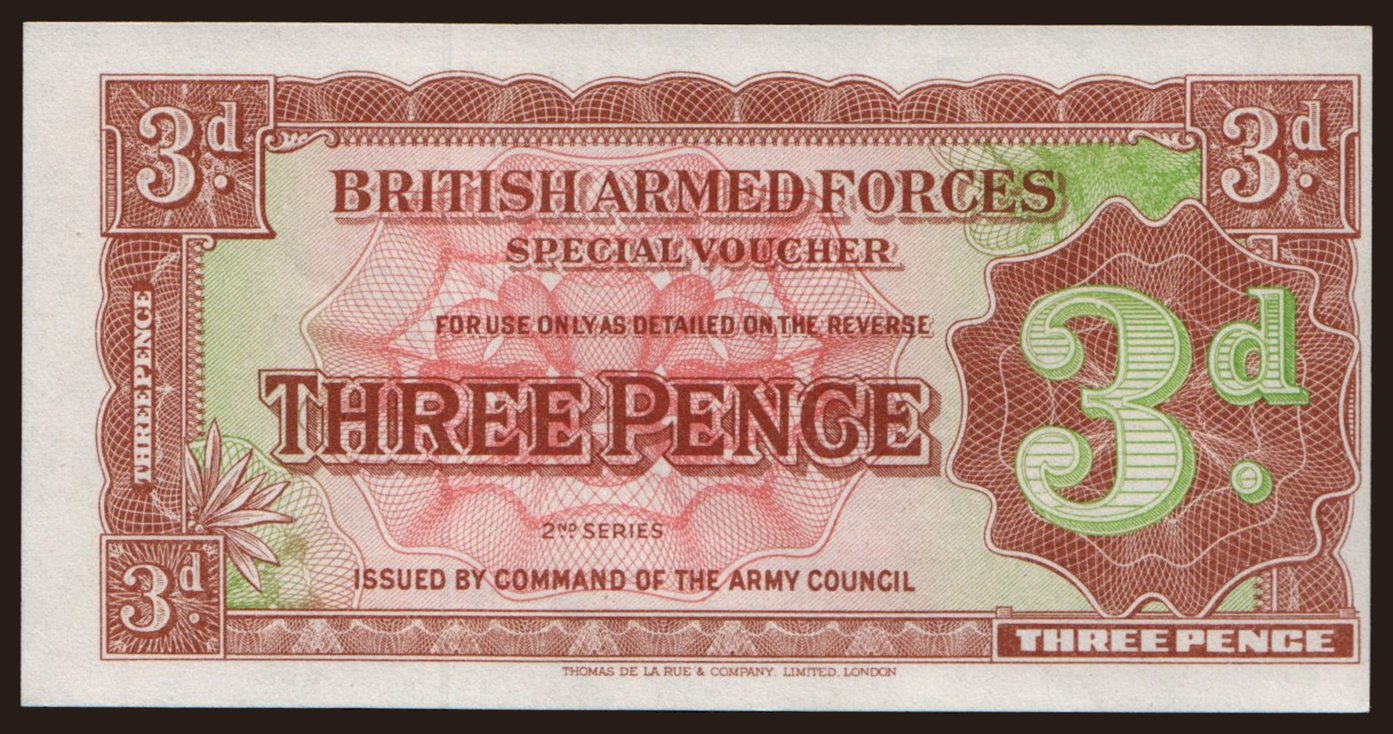 3d.
3d.
BRITISH ARMED FORCES
SPECIAL VOUCHER
FOR USE ONLY AS DETAILED ON THE REVERSE
THREE PENCE
THREE PENCE
3d.
2ND SERIES
ISSUED BY COMMAND OF THE ARMY COUNCIL
3d.
THREE PENCE
THOMAS DE LA RUE & COMPANY, LIMITED, LONDON